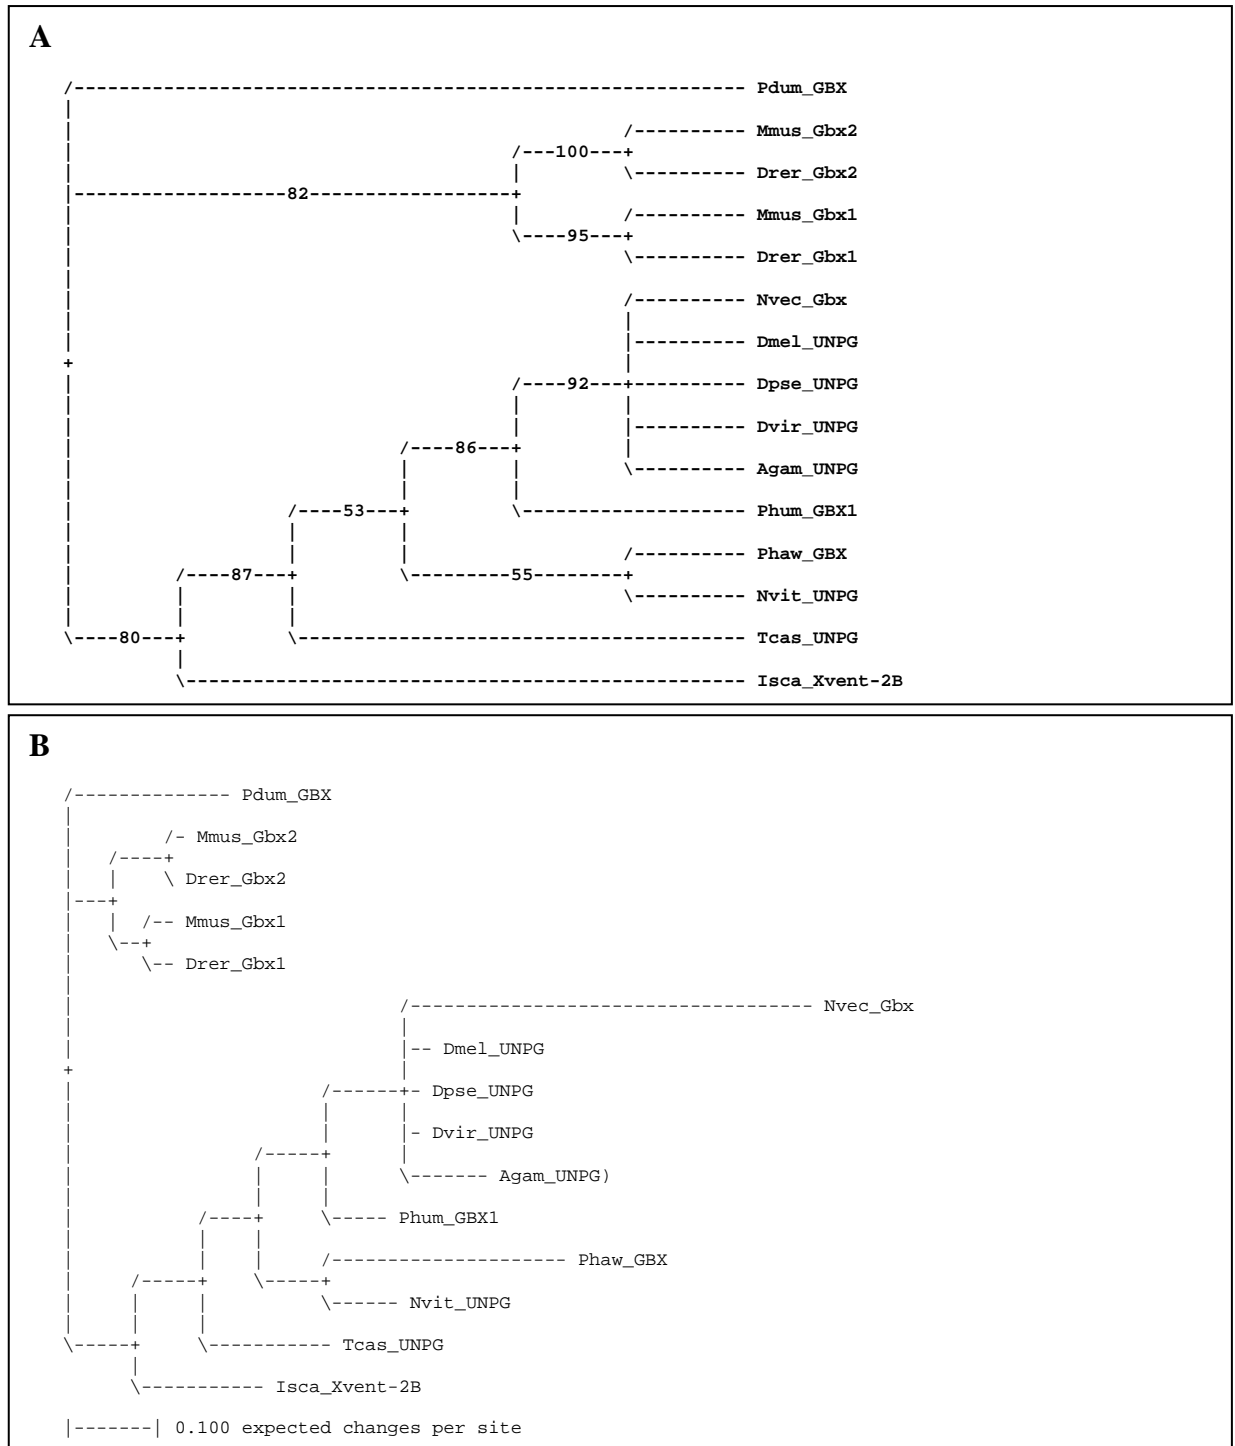 A
/------------------------------------------------------------ Pdum_GBX
/---------- Mmus_Gbx2
/---100---+
\---------- Drer_Gbx2
-------------------82------------------+
/---------- Mmus_Gbx1
\----95---+
\---------- Drer_Gbx1
/---------- Nvec_Gbx
|---------- Dmel_UNPG
+
/----92---+---------- Dpse_UNPG
|---------- Dvir_UNPG
/----86---+
\---------- Agam_UNPG
/----53---+ \-------------------- Phum_GBX1
/---------- Phaw_GBX
/----87---+ \---------55--------+
\---------- Nvit_UNPG
\----80---+ \---------------------------------------- Tcas_UNPG
\-------------------------------------------------- Isca_Xvent-2B
B
/-------------- Pdum_GBX
/- Mmus_Gbx2
/----+
\ Drer_Gbx2
|---+
/-- Mmus_Gbx1
\--+
\-- Drer_Gbx1
/------------------------------------ Nvec_Gbx
|-- Dmel_UNPG
+
/------+- Dpse_UNPG
|- Dvir_UNPG
/-----+
\------- Agam_UNPG)
/----+ \----- Phum_GBX1
/--------------------- Phaw_GBX
/-----+ \-----+
\------ Nvit_UNPG
\-----+ \----------- Tcas_UNPG
\----------- Isca_Xvent-2B
|-------| 0.100 expected changes per site